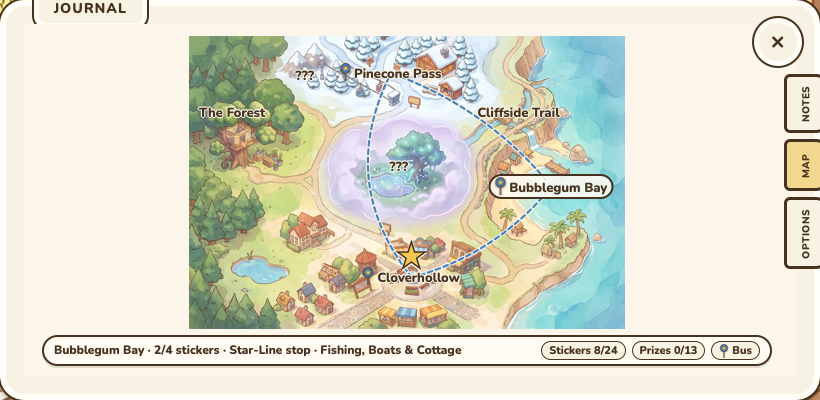 JOURNAL
???
Pinecone Pass
The Forest
Cliffside Trail
???
Bubblegum Bay
Cloverhollow
NOTES
MAP
OPTIONS
Bubblegum Bay · 2/4 stickers · Star-Line stop · Fishing, Boats & Cottage
Stickers 8/24
Prizes 0/13
Bus